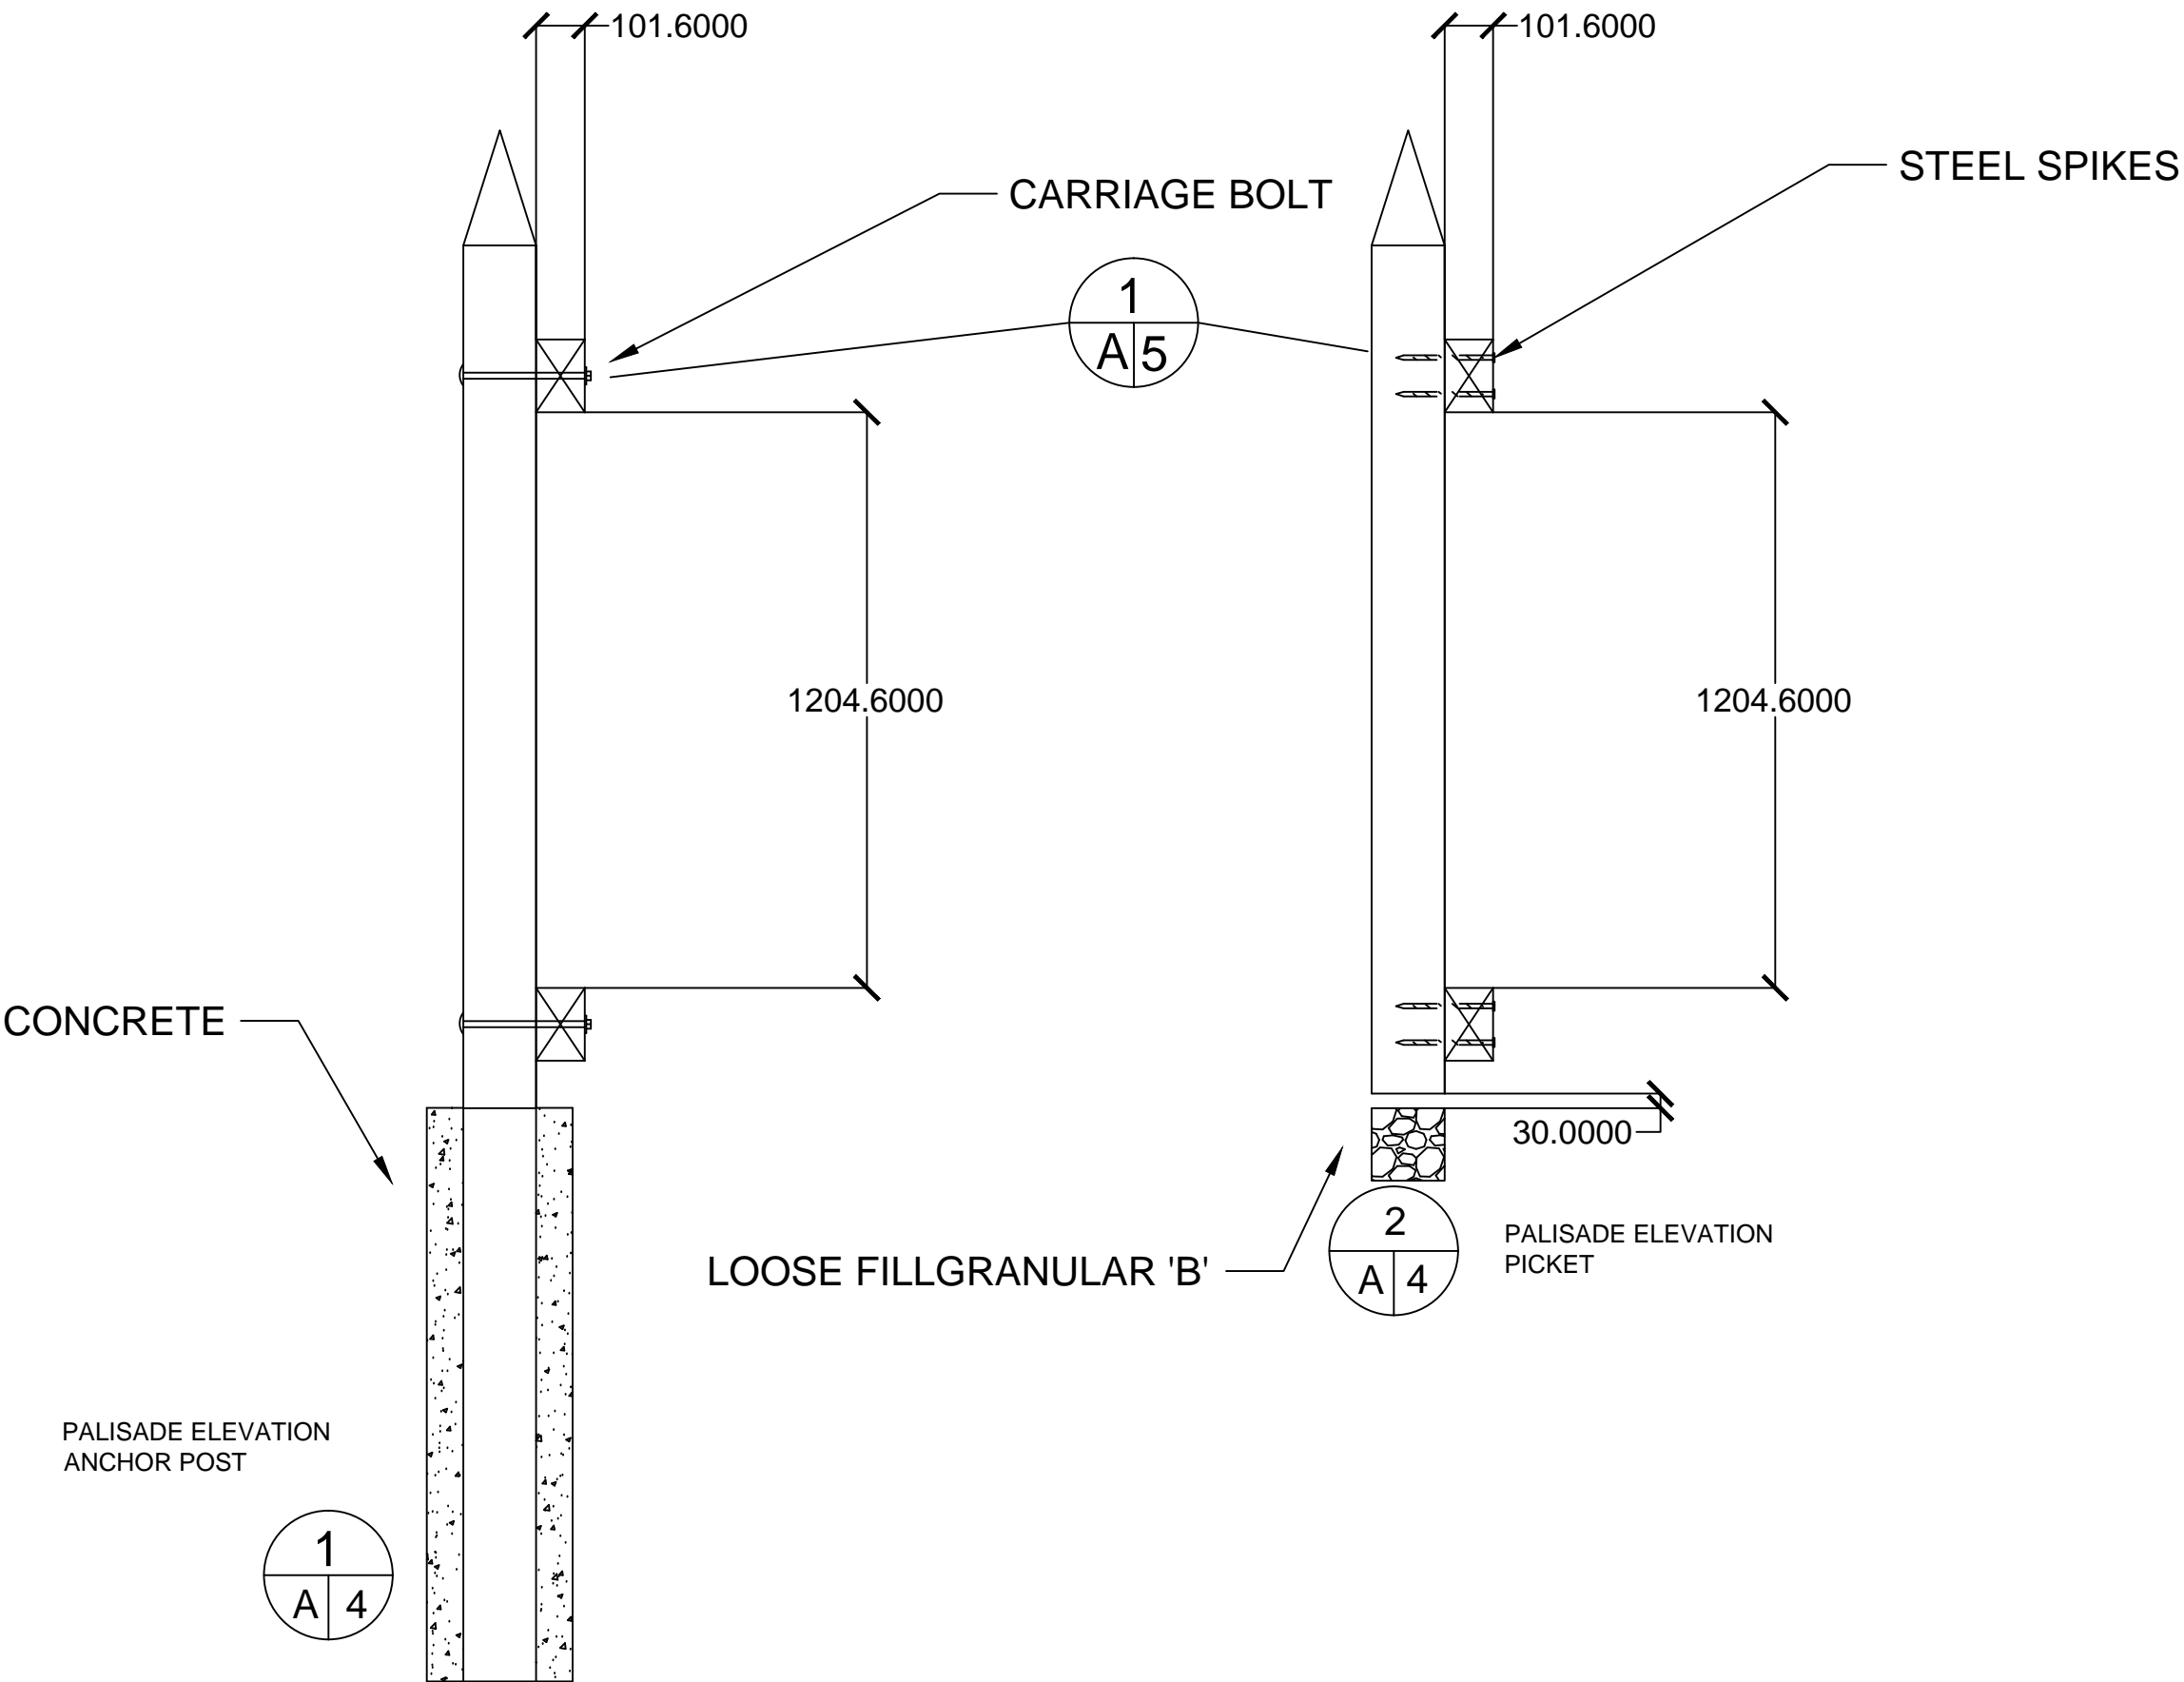 101.6000
101.6000
STEEL SPIKES
CARRIAGE BOLT
1
A 5
1204.6000
1204.6000
CONCRETE
30.0000
2
A 4
PALISADE ELEVATION
PICKET
LOOSE FILLGRANULAR 'B'
PALISADE ELEVATION
ANCHOR POST
1
A 4